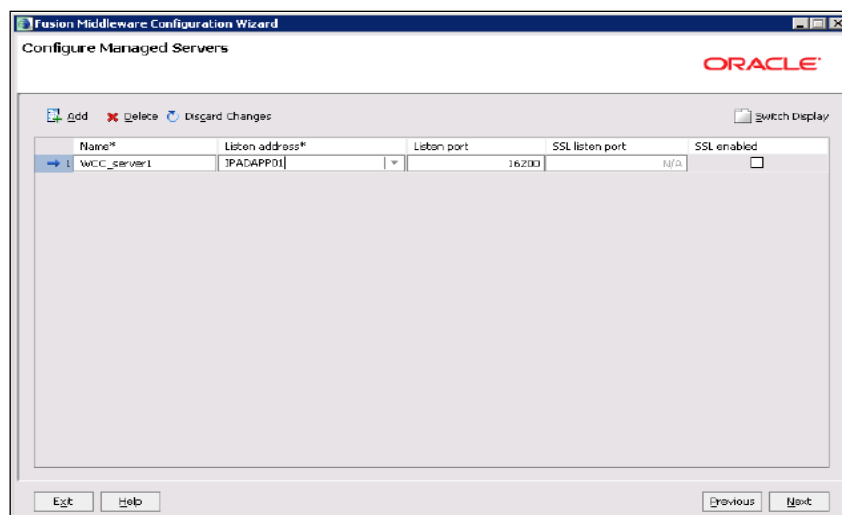 Fusion Middleware Configuration Wizard
Configure Managed Servers
ORACLE
Add Delete Discard Changes Switch Display
Name* Listen address* Listen port SSL listen port SSL enabled
1 WCC_server1 IPADAPP01 16200 N/A
Exit Help Previous Next